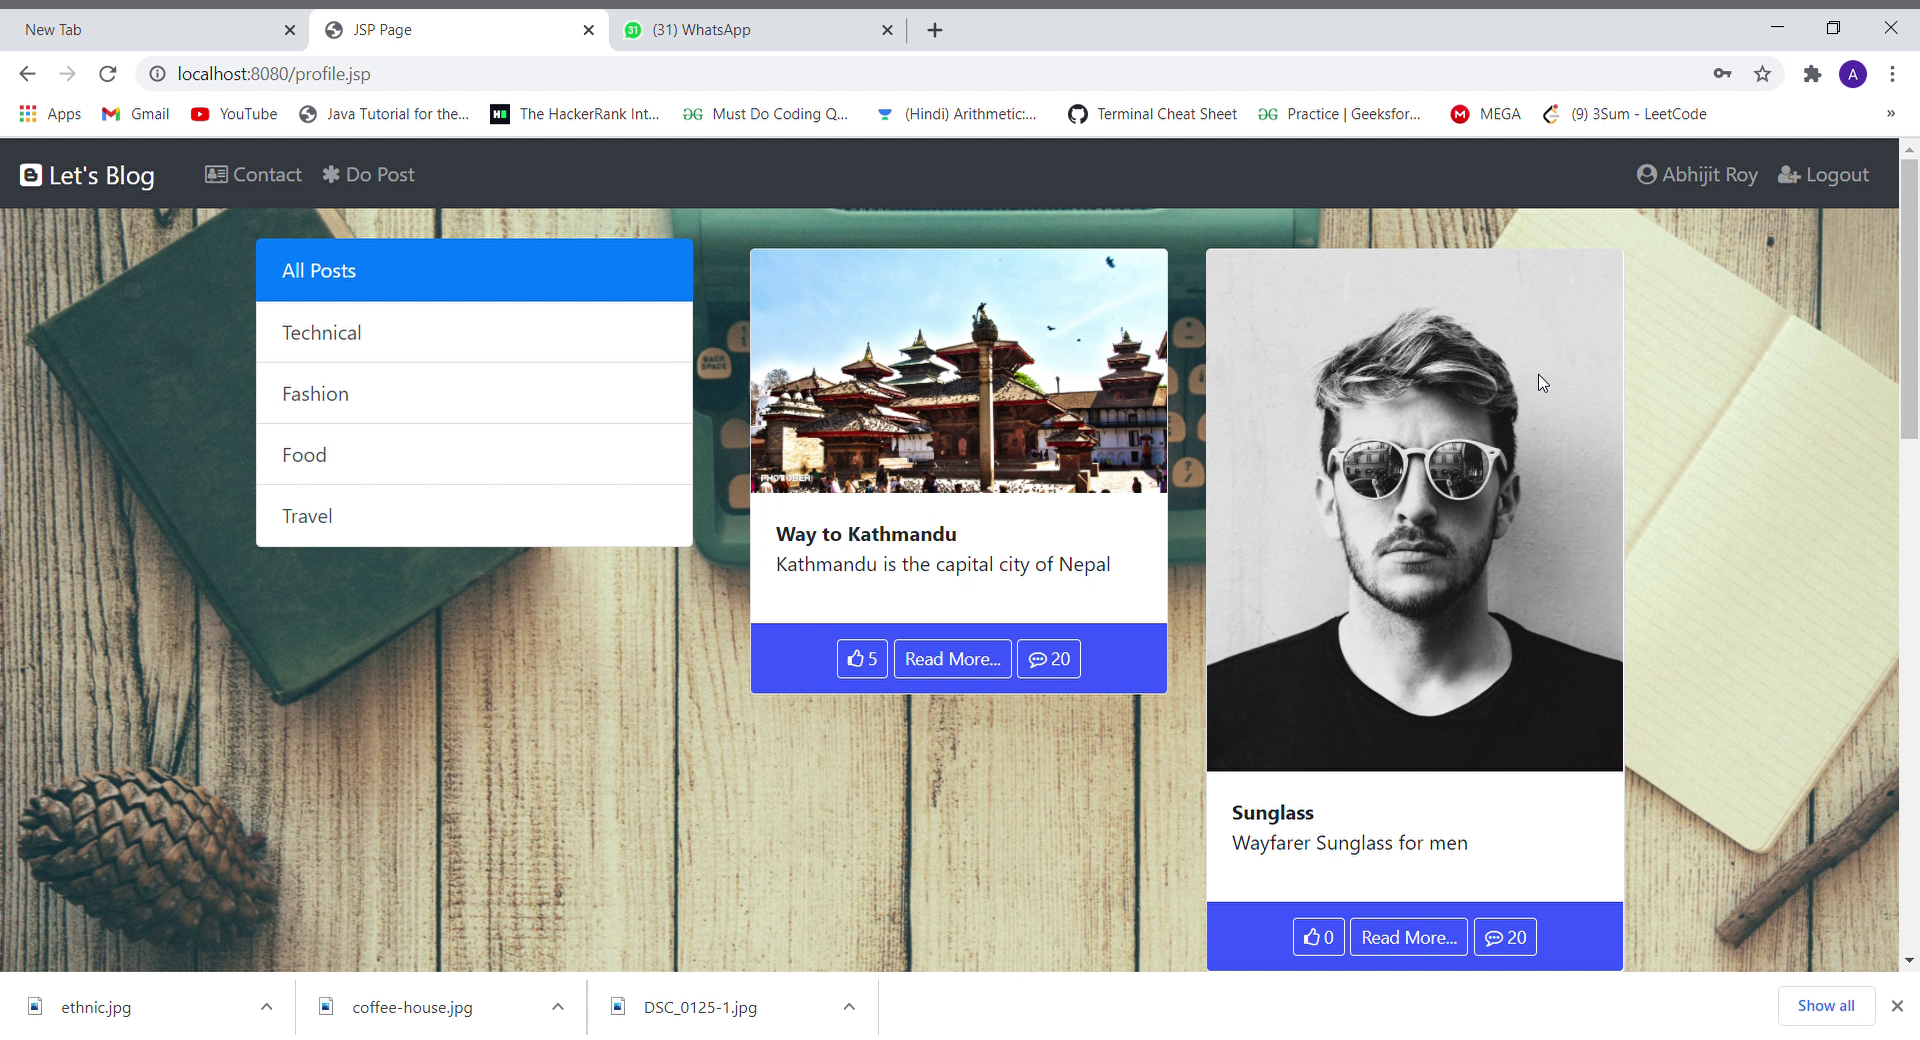 New Tab
JSP Page
(31) WhatsApp
localhost:8080/profile.jsp
A
Apps
Gmail
YouTube
Java Tutorial for the...
The HackerRank Int...
Must Do Coding Q...
(Hindi) Arithmetic:...
Terminal Cheat Sheet
Practice | Geeksfor...
MEGA
(9) 3Sum - LeetCode
»
Let's Blog
Contact
Do Post
Abhijit Roy
Logout
All Posts
Technical
Fashion
Food
Travel
BACK SPACE
PHOTOBER
Way to Kathmandu
Kathmandu is the capital city of Nepal
5
Read More...
20
Sunglass
Wayfarer Sunglass for men
0
Read More...
20
ethnic.jpg
coffee-house.jpg
DSC_0125-1.jpg
Show all